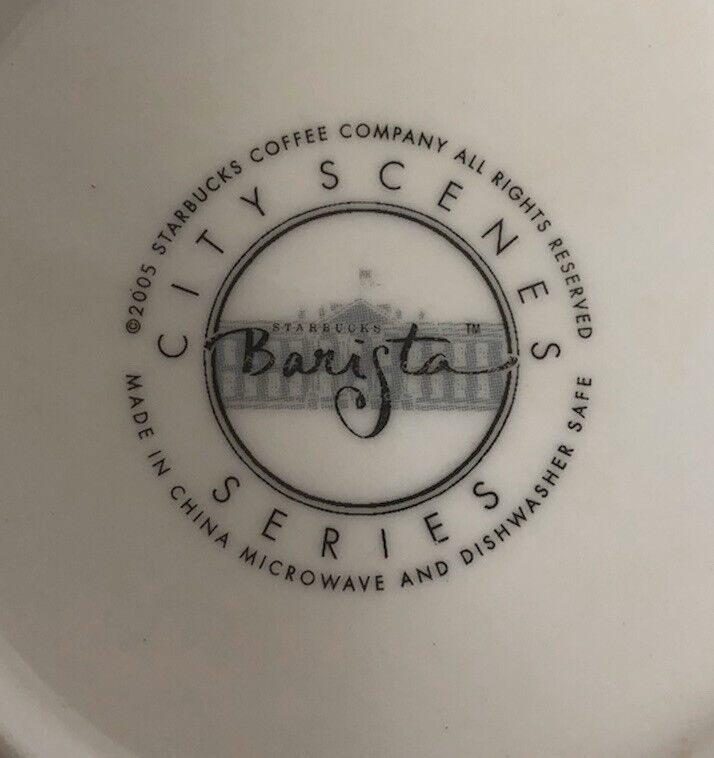 ©2005 STARBUCKS COFFEE COMPANY ALL RIGHTS RESERVED
CITY SCENES
STARBUCKS TM
Barista
SERIES
MADE IN CHINA MICROWAVE AND DISHWASHER SAFE